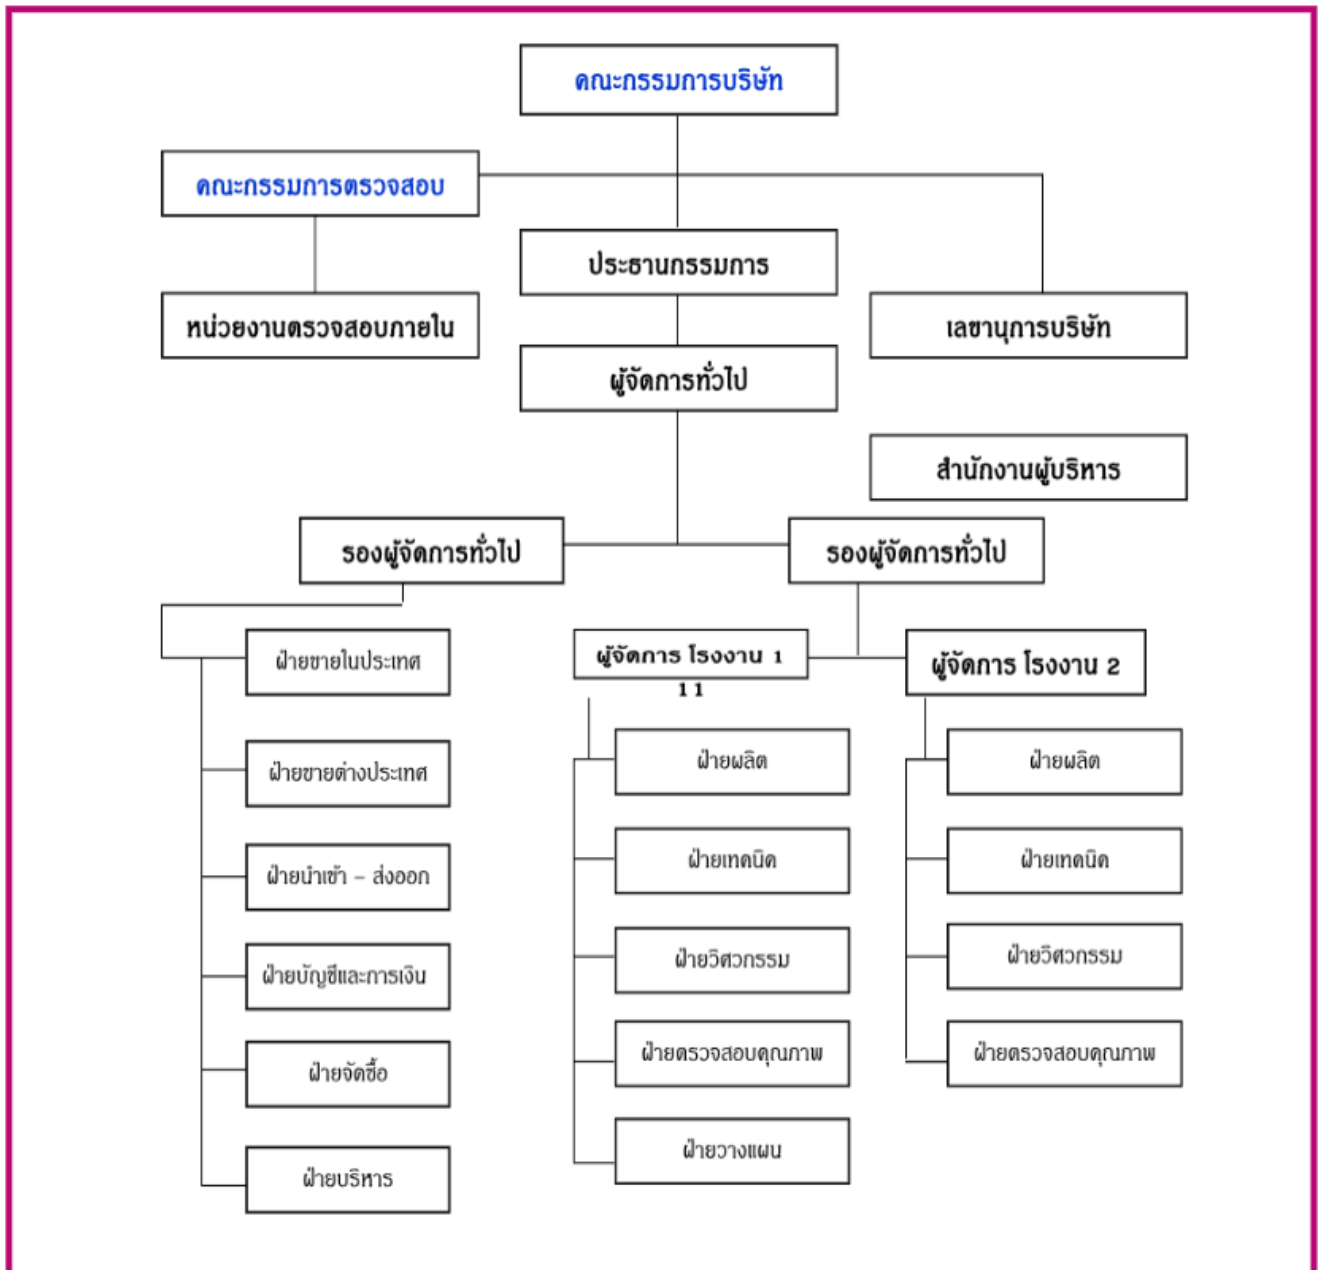 คณะกรรมการบริษัท
คณะกรรมการตรวจสอบ
ประธานกรรมการ
หน่วยงานตรวจสอบภายใน
เลขานุการบริษัท
ผู้จัดการทั่วไป
สำนักงานผู้บริหาร
รองผู้จัดการทั่วไป
รองผู้จัดการทั่วไป
ฝ่ายขายในประเทศ
ฝ่ายขายต่างประเทศ
ฝ่ายนำเข้า – ส่งออก
ฝ่ายบัญชีและการเงิน
ฝ่ายจัดซื้อ
ฝ่ายบริหาร
ผู้จัดการ โรงงาน 1
11
ฝ่ายผลิต
ฝ่ายเทคนิค
ฝ่ายวิศวกรรม
ฝ่ายตรวจสอบคุณภาพ
ฝ่ายวางแผน
ผู้จัดการ โรงงาน 2
ฝ่ายผลิต
ฝ่ายเทคนิค
ฝ่ายวิศวกรรม
ฝ่ายตรวจสอบคุณภาพ